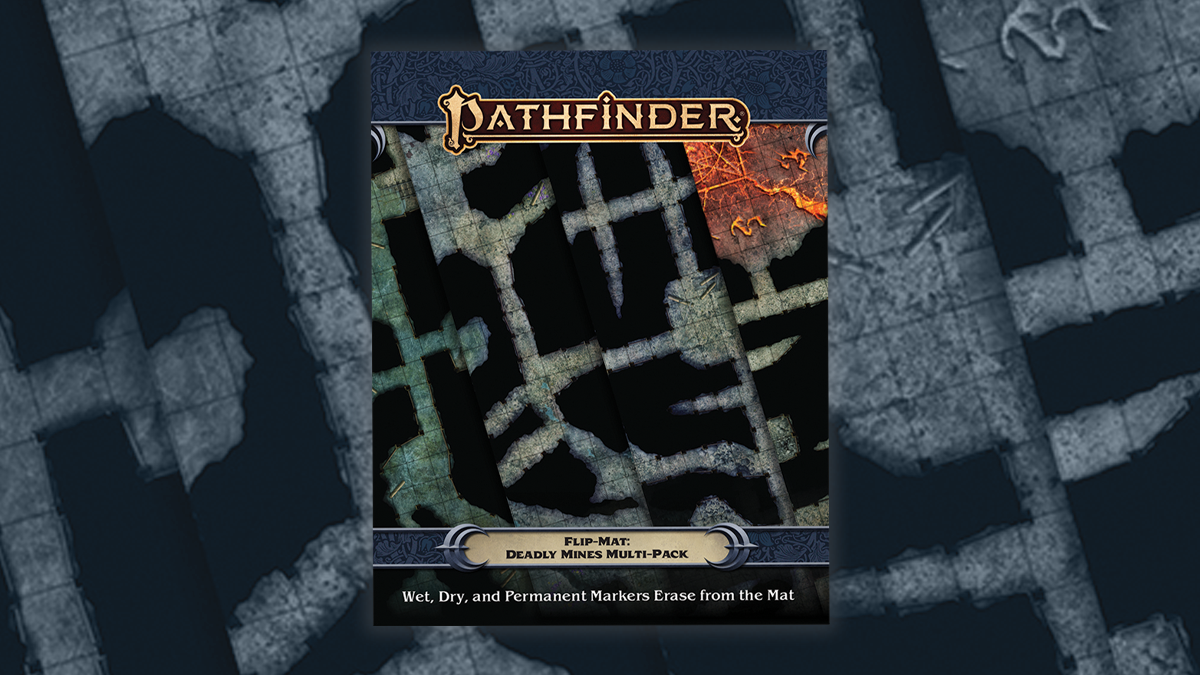 PATHFINDER
FLIP-MAT:
DEADLY MINES MULTI-PACK
Wet, Dry, and Permanent Markers Erase from the Mat